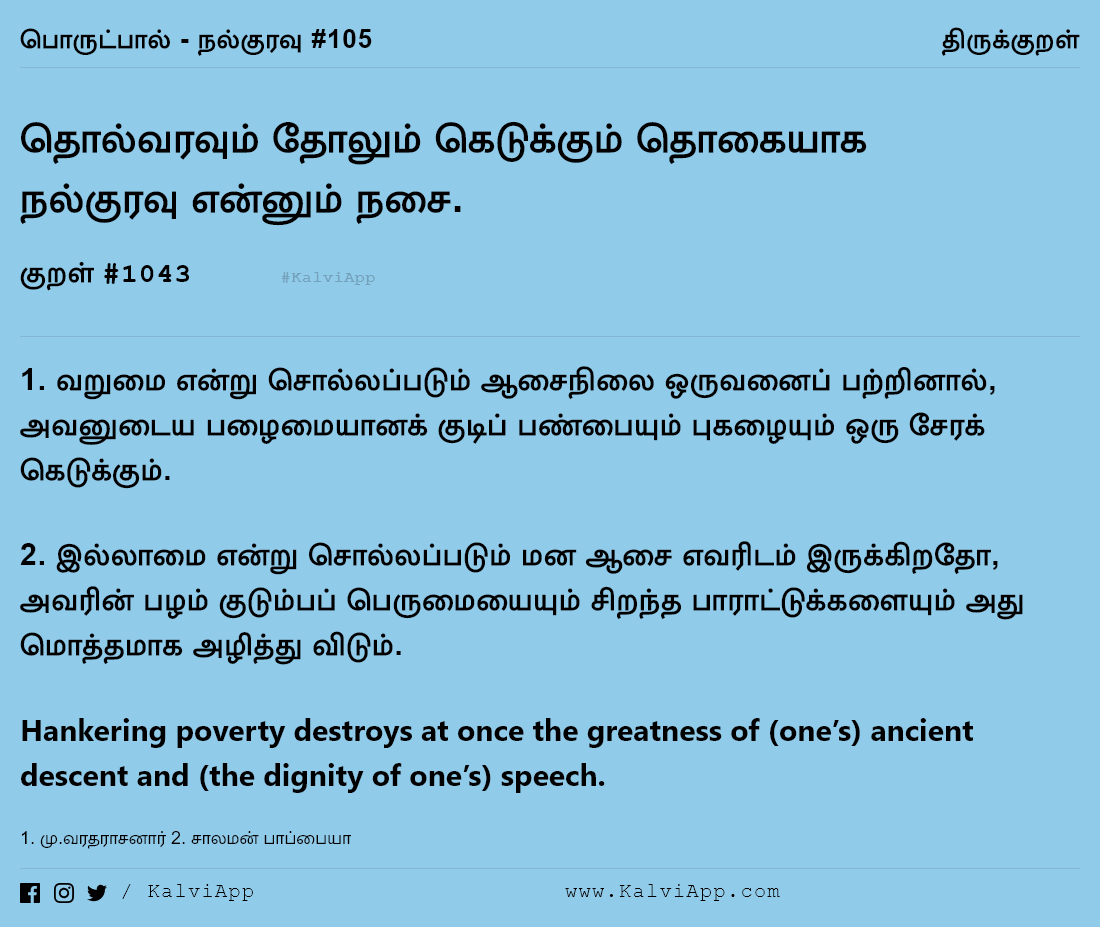 பொருட்பால் - நல்குரவு #105
திருக்குறள்
தொல்வரவும் தோலும் கெடுக்கும் தொகையாக
நல்குரவு என்னும் நசை.
குறள் #1043
#KalviApp
1. வறுமை என்று சொல்லப்படும் ஆசைநிலை ஒருவனைப் பற்றினால்,
அவனுடைய பழைமையானக் குடிப் பண்பையும் புகழையும் ஒரு சேரக்
கெடுக்கும்.
2. இல்லாமை என்று சொல்லப்படும் மன ஆசை எவரிடம் இருக்கிறதோ,
அவரின் பழம் குடும்பப் பெருமையையும் சிறந்த பாராட்டுக்களையும் அது
மொத்தமாக அழித்து விடும்.
Hankering poverty destroys at once the greatness of (one’s) ancient
descent and (the dignity of one’s) speech.
1. மு.வரதராசனார் 2. சாலமன் பாப்பையா
/ KalviApp
www.KalviApp.com